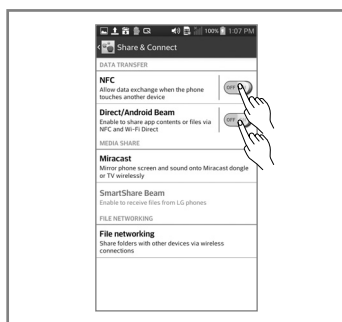 100% 1:07 PM
Share & Connect
DATA TRANSFER
NFC
Allow data exchange when the phone
touches another device
OFF
Direct/Android Beam
Enable to share app contents or files via
NFC and Wi-Fi Direct
OFF
MEDIA SHARE
Miracast
Mirror phone screen and sound onto Miracast dongle
or TV wirelessly
SmartShare Beam
Enable to receive files from LG phones
FILE NETWORKING
File networking
Share folders with other devices via wireless
connections